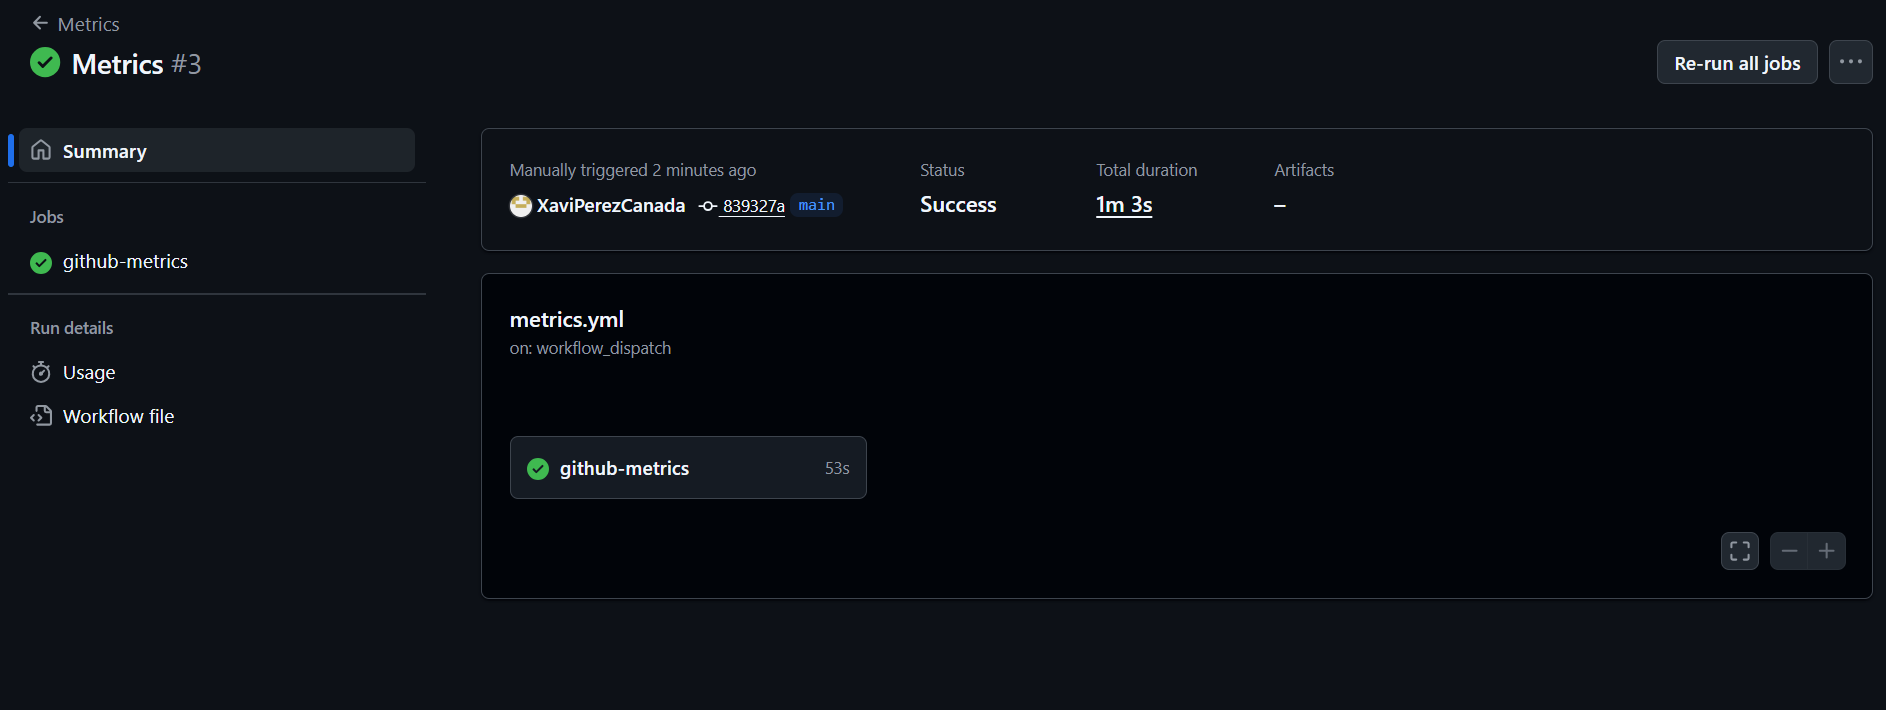 Metrics
Metrics #3
Re-run all jobs
Summary
Jobs
github-metrics
Run details
Usage
Workflow file
Manually triggered 2 minutes ago
XaviPerezCanada 839327a main
Status
Success
Total duration
1m 3s
Artifacts
–
metrics.yml
on: workflow_dispatch
github-metrics 53s